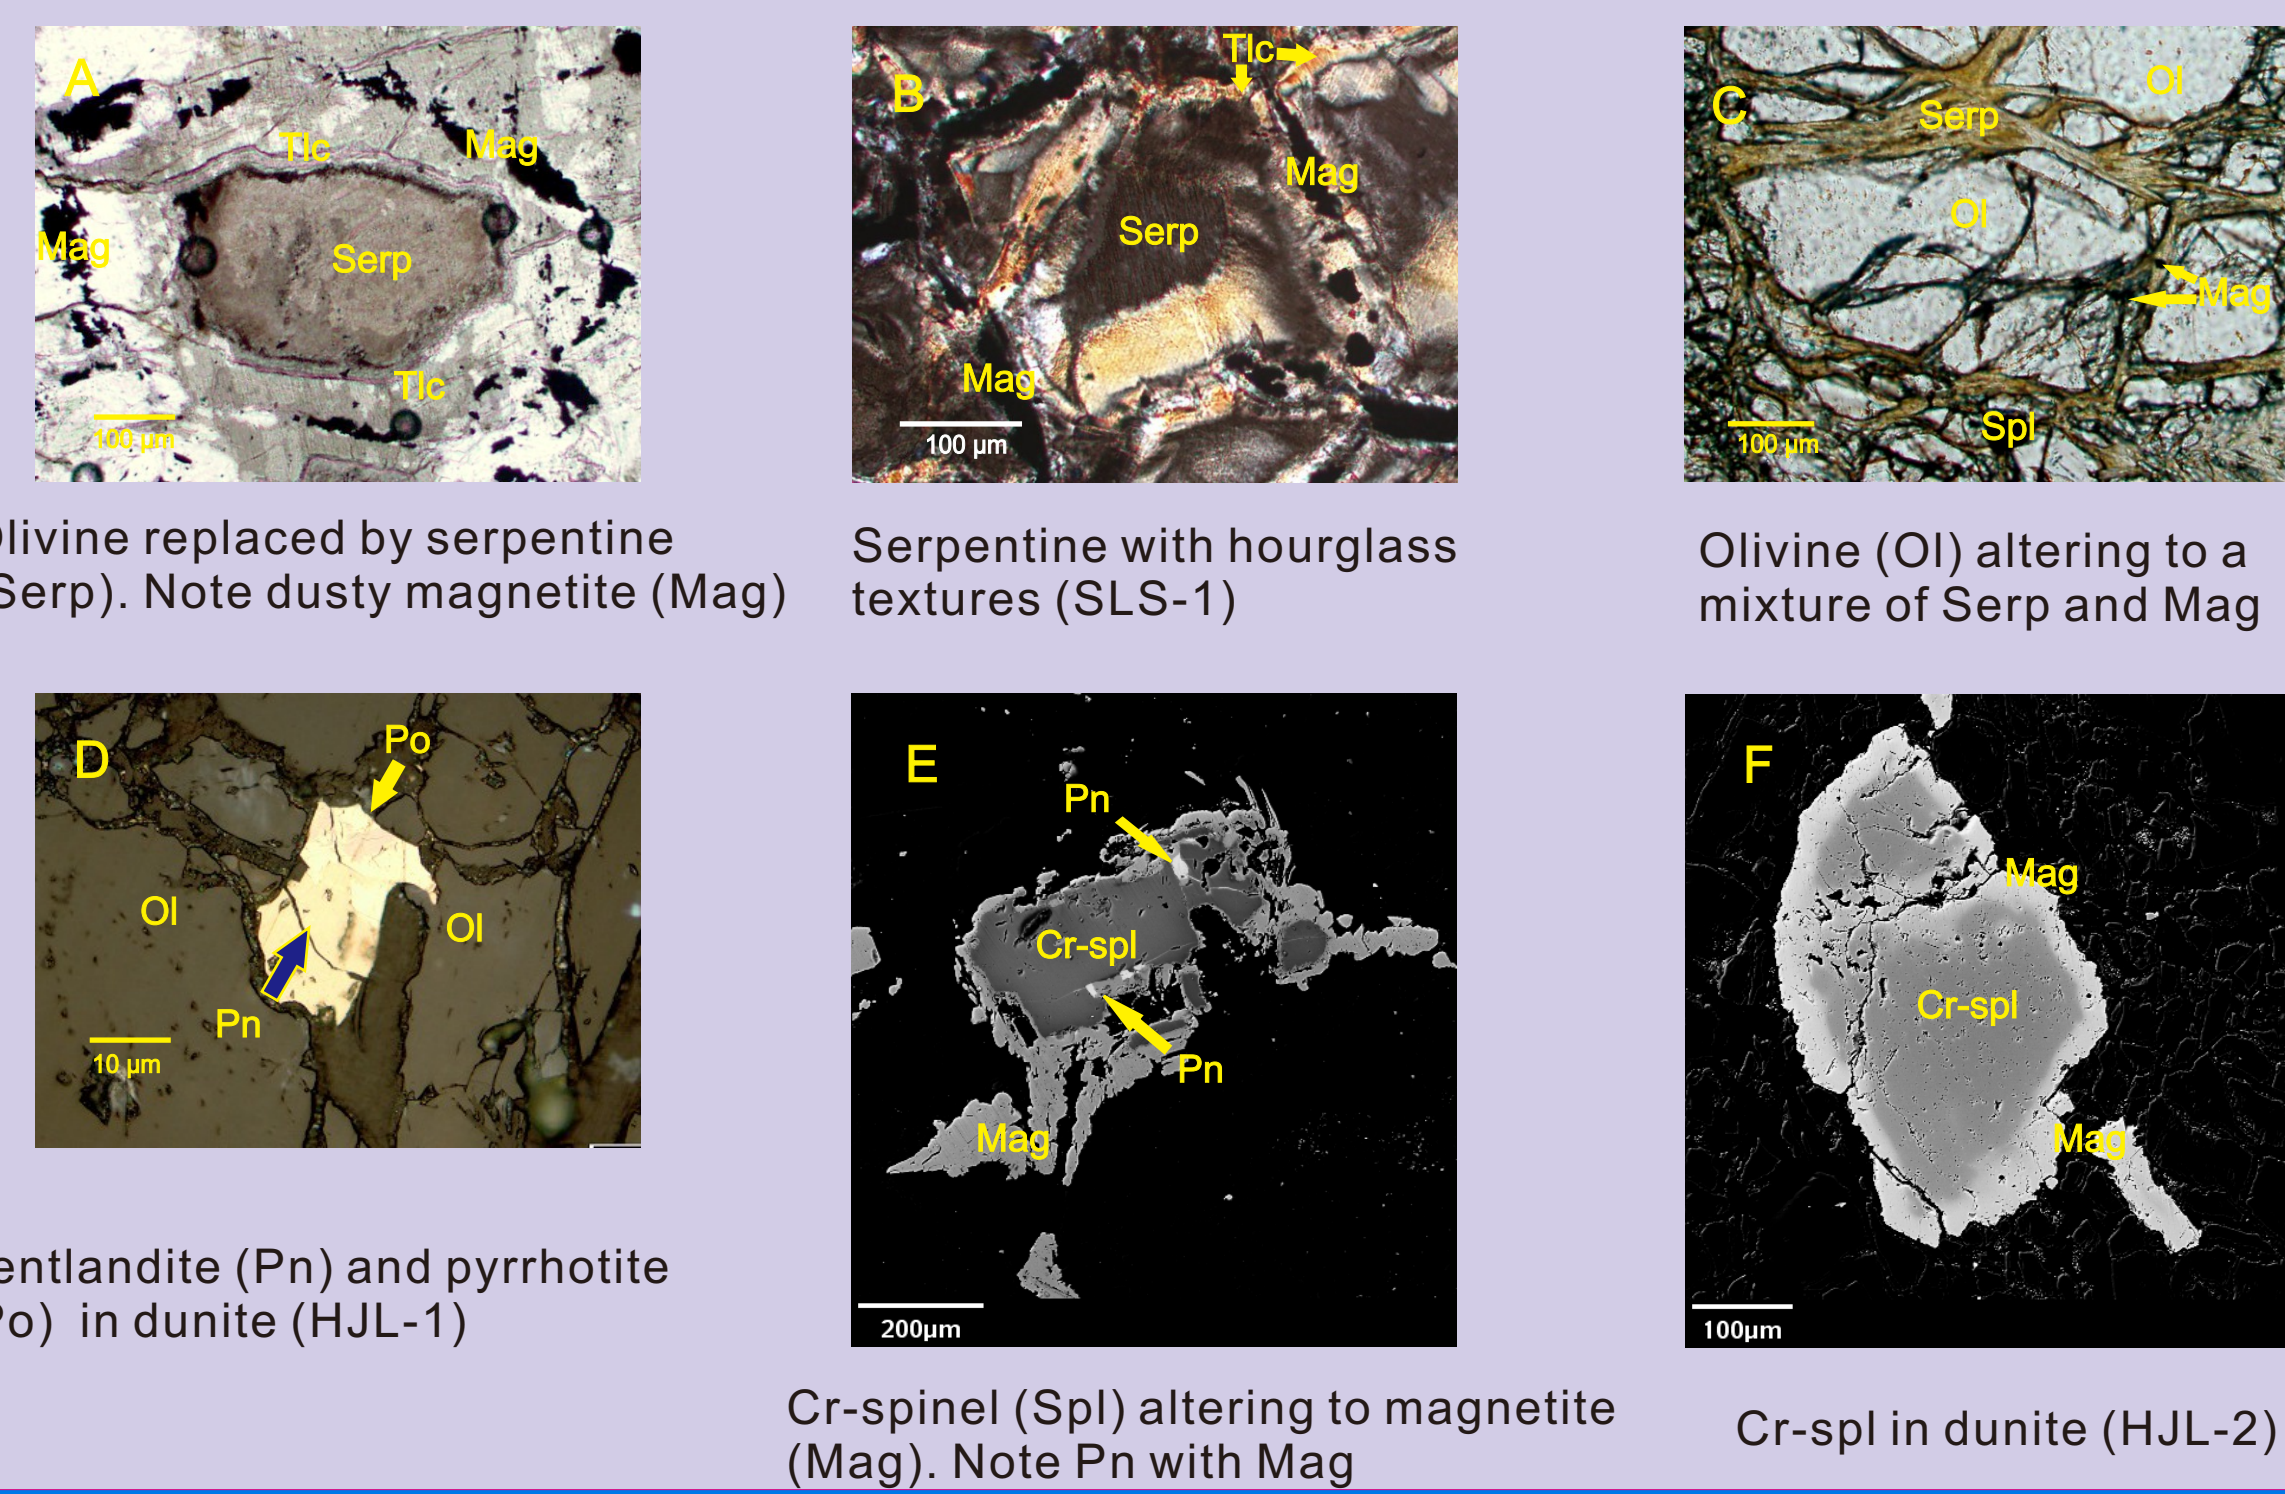 A
Tlc
Mag
Mag
Serp
Tlc
100 µm
B
Tlc
Mag
Serp
Mag
100 µm
C
Ol
Serp
Ol
Mag
Spl
100 µm
livine replaced by serpentine
Serp). Note dusty magnetite (Mag)
Serpentine with hourglass
textures (SLS-1)
Olivine (Ol) altering to a
mixture of Serp and Mag
D
Po
Ol
Ol
Pn
10 µm
E
Pn
Cr-spl
Pn
Mag
200µm
F
Mag
Cr-spl
Mag
100µm
entlandite (Pn) and pyrrhotite
Po) in dunite (HJL-1)
Cr-spinel (Spl) altering to magnetite
(Mag). Note Pn with Mag
Cr-spl in dunite (HJL-2)